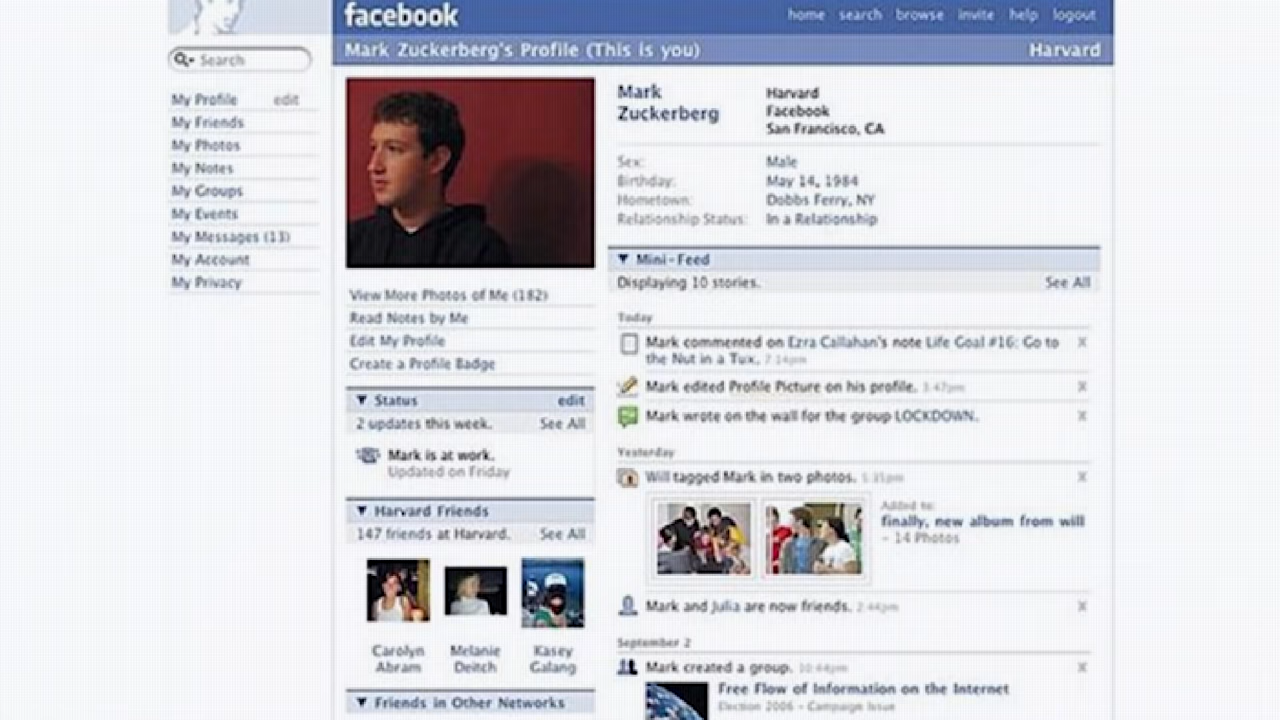 facebook
home search browse invite help logout
Mark Zuckerberg's Profile (This is you) Harvard
Search
My Profile edit
My Friends
My Photos
My Notes
My Groups
My Events
My Messages (13)
My Account
My Privacy
View More Photos of Me (182)
Read Notes by Me
Edit My Profile
Create a Profile Badge
Status edit
2 updates this week. See All
Mark is at work.
Updated on Friday
Harvard Friends
147 friends at Harvard. See All
Carolyn
Abram
Melanie
Deitch
Kasey
Galang
Friends in Other Networks
Mark
Zuckerberg
Harvard
Facebook
San Francisco, CA
Sex: Male
Birthday: May 14, 1984
Hometown: Dobbs Ferry, NY
Relationship Status: In a Relationship
Mini-Feed
Displaying 10 stories. See All
Today
Mark commented on Ezra Callahan's note Life Goal #16: Go to
the Nut in a Tux. 7:14pm
Mark edited Profile Picture on his profile. 3:47pm
Mark wrote on the wall for the group LOCKDOWN.
Yesterday
Will tagged Mark in two photos. 5:35pm
Added to:
finally, new album from will
- 14 Photos
Mark and Julia are now friends. 2:44pm
September 2
Mark created a group. 10:44pm
Free Flow of Information on the Internet
Election 2006 - Campaign Issue